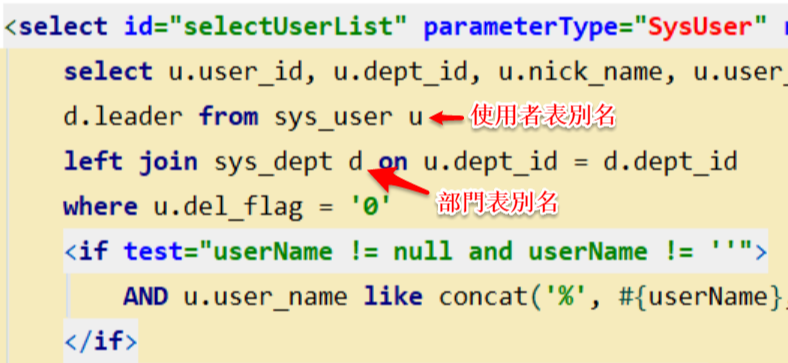 <select id="selectUserList" parameterType="SysUser"
select u.user_id, u.dept_id, u.nick_name, u.user_
d.leader from sys_user u 使用者表別名
left join sys_dept d on u.dept_id = d.dept_id
部門表別名
where u.del_flag = '0'
<if test="userName != null and userName != ''">
AND u.user_name like concat('%', #{userName},
</if>